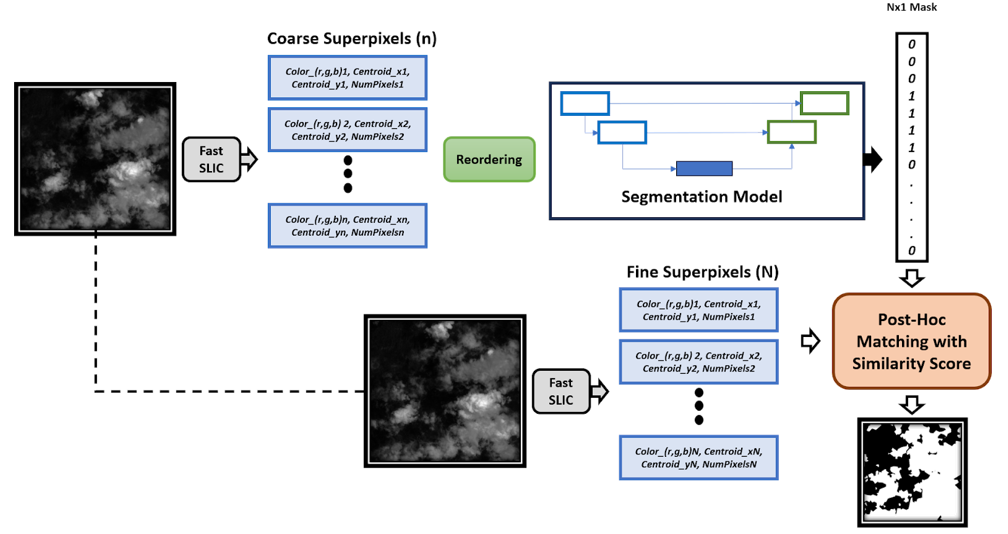 Nx1 Mask
Coarse Superpixels (n)
Color_(r,g,b)1, Centroid_x1,
Centroid_y1, NumPixels1
Color_(r,g,b) 2, Centroid_x2,
Centroid_y2, NumPixels2
Color_(r,g,b)n, Centroid_xn,
Centroid_yn, NumPixelsn
Fast
SLIC
Reordering
Segmentation Model
0
0
0
1
1
1
1
0
.
.
.
.
0
Fine Superpixels (N)
Color_(r,g,b)1, Centroid_x1,
Centroid_y1, NumPixels1
Color_(r,g,b) 2, Centroid_x2,
Centroid_y2, NumPixels2
Color_(r,g,b)N, Centroid_xN,
Centroid_yN, NumPixelsN
Fast
SLIC
Post-Hoc
Matching with
Similarity Score